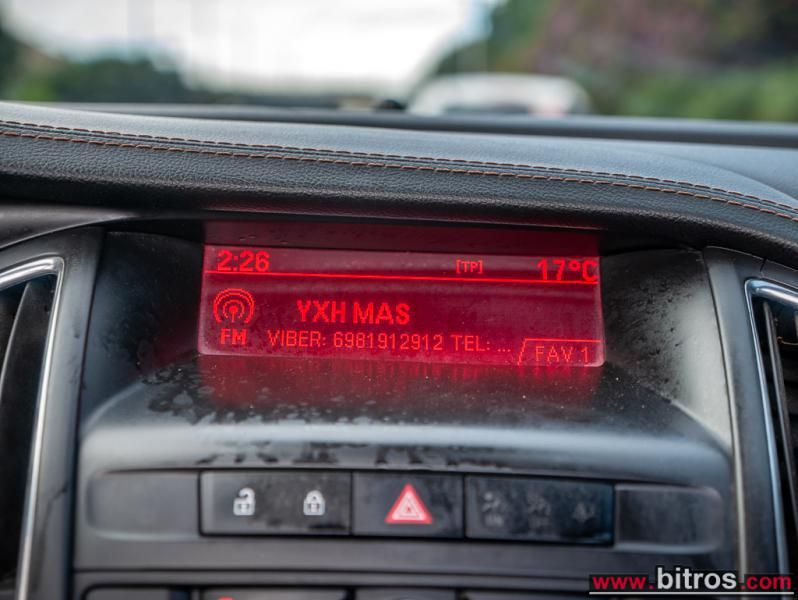 2:26 [TP] 17°C
YXH MAS
FM VIBER: 6981912912 TEL: ... FAV 1
www.bitros.com